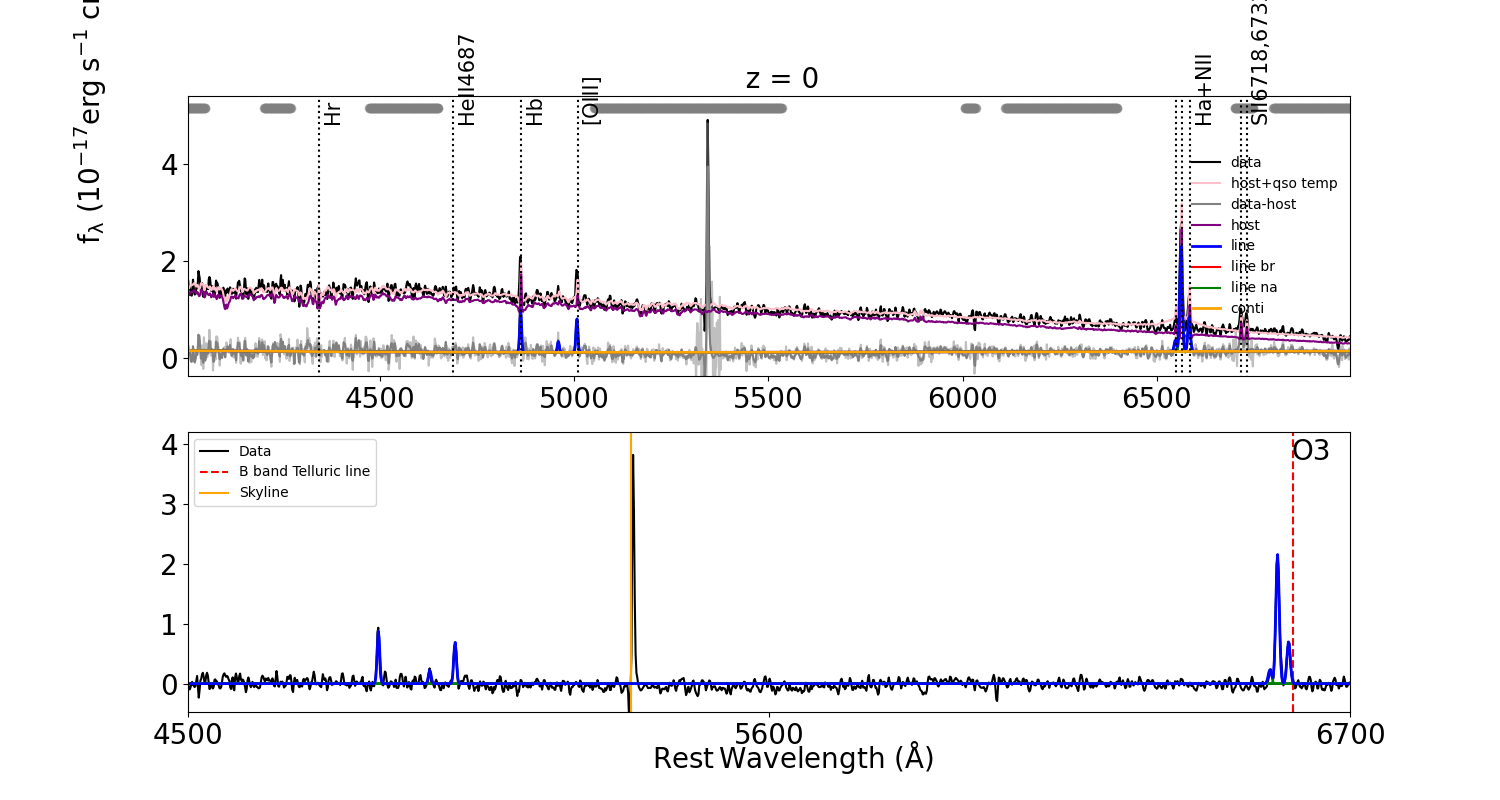 z = 0
f_λ (10^−17 erg s^−1
Hr
HeII4687
Hb
[OIII]
Ha+NII
SII6718,673
4
2
0
data
host+qso temp
data-host
host
line
line br
line na
conti
4500 5000 5500 6000 6500
4
3
2
1
0
Data
B band Telluric line
Skyline
O3
4500 5600 6700
Rest Wavelength (Å)